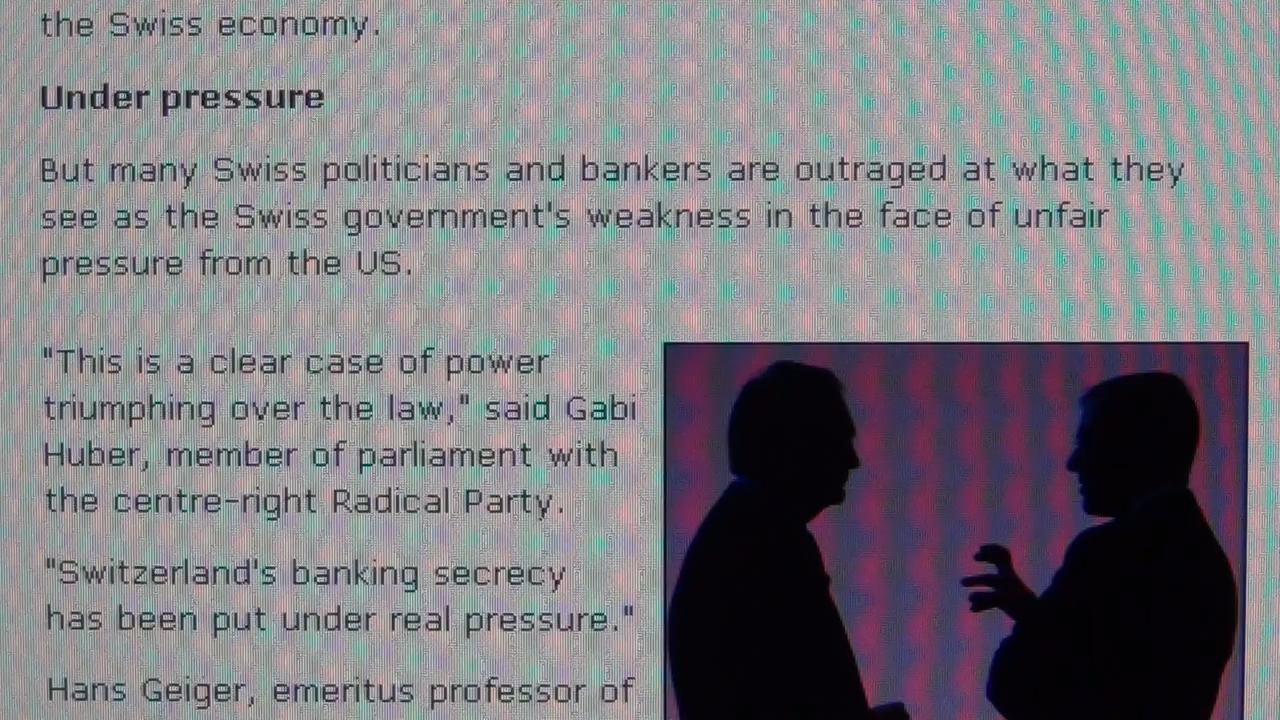 the Swiss economy.
Under pressure
But many Swiss politicians and bankers are outraged at what they
see as the Swiss government's weakness in the face of unfair
pressure from the US.
"This is a clear case of power
triumphing over the law," said Gabi
Huber, member of parliament with
the centre-right Radical Party.
"Switzerland's banking secrecy
has been put under real pressure."
Hans Geiger, emeritus professor of